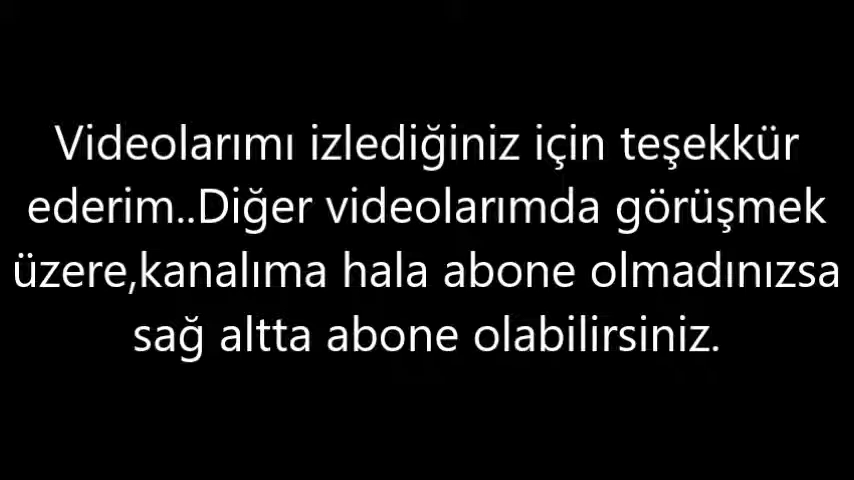 Videolarımı izlediğiniz için teşekkür
ederim..Diğer videolarımda görüşmek
üzere,kanalıma hala abone olmadınızsa
sağ altta abone olabilirsiniz.